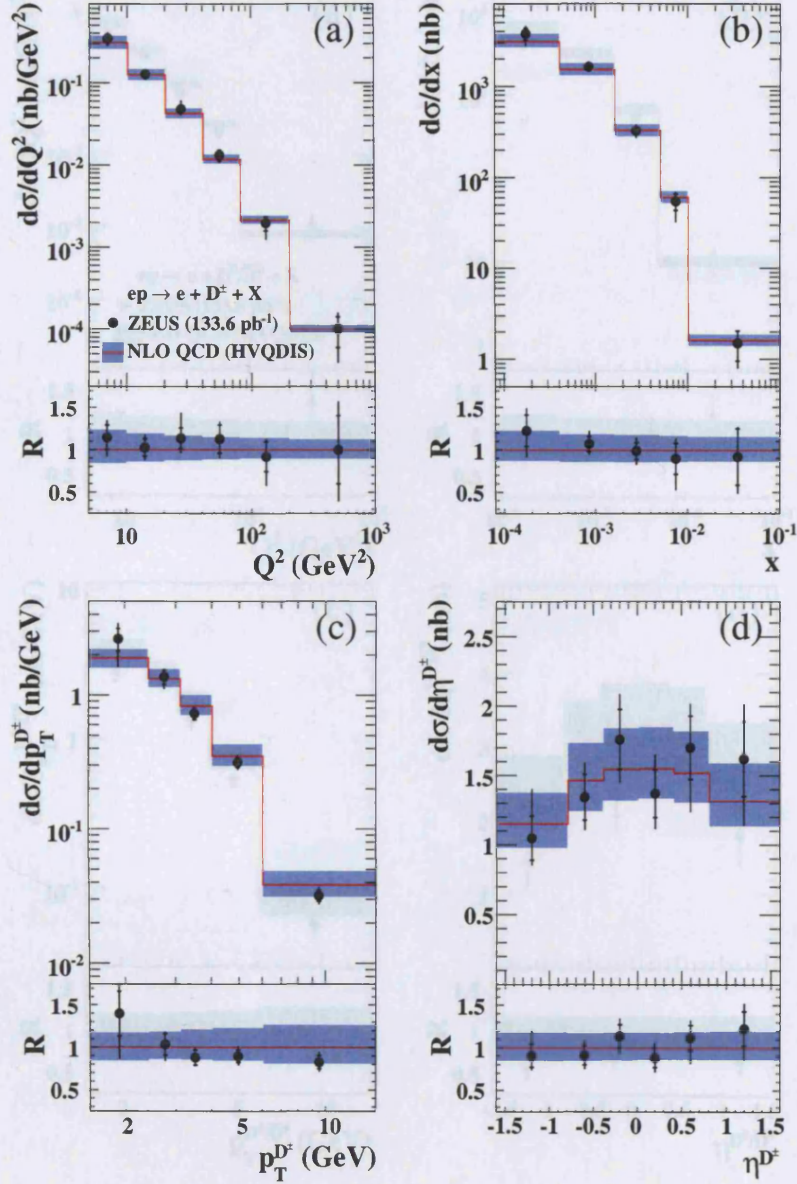 (a)
dσ/dQ² (nb/GeV²)
10⁻¹
10⁻²
10⁻³
10⁻⁴
ep → e + D± + X
ZEUS (133.6 pb⁻¹)
NLO QCD (HVQDIS)
R
1.5
1
0.5
10 10² 10³
Q² (GeV²)
(b)
dσ/dx (nb)
10³
10²
10
1
R
1.5
1
0.5
10⁻⁴ 10⁻³ 10⁻² 10⁻¹
x
(c)
dσ/dp_T^D± (nb/GeV)
1
10⁻¹
10⁻²
R
1.5
1
0.5
2 5 10
p_T^D± (GeV)
(d)
dσ/dη^D± (nb)
2.5
2
1.5
1
0.5
R
1.5
1
0.5
-1.5 -1 -0.5 0 0.5 1 1.5
η^D±